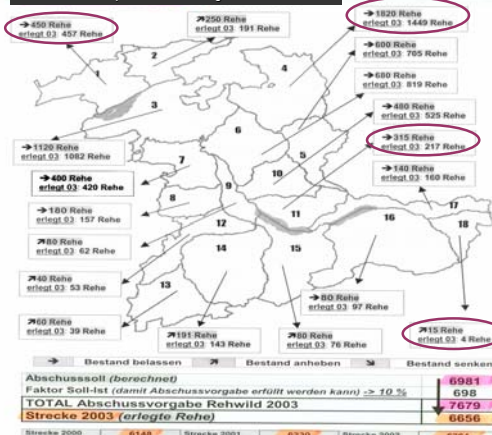 ➔450 Rehe
erlegt 03: 457 Rehe
↗250 Rehe
erlegt 03: 191 Rehe
➔1820 Rehe
erlegt 03: 1449 Rehe
➔600 Rehe
erlegt 03: 705 Rehe
➔680 Rehe
erlegt 03: 819 Rehe
➔480 Rehe
erlegt 03: 525 Rehe
➔315 Rehe
erlegt 03: 217 Rehe
➔140 Rehe
erlegt 03: 160 Rehe
➔1120 Rehe
erlegt 03: 1082 Rehe
➔400 Rehe
erlegt 03: 420 Rehe
➔180 Rehe
erlegt 03: 157 Rehe
↗80 Rehe
erlegt 03: 62 Rehe
↗40 Rehe
erlegt 03: 53 Rehe
↗60 Rehe
erlegt 03: 39 Rehe
↗191 Rehe
erlegt 03: 143 Rehe
↗80 Rehe
erlegt 03: 76 Rehe
➔80 Rehe
erlegt 03: 97 Rehe
↗15 Rehe
erlegt 03: 4 Rehe
1
2
3
4
5
6
7
8
9
10
11
12
13
14
15
16
17
18
➔ Bestand belassen ↗ Bestand anheben ↘ Bestand senken
Abschusssoll (berechnet) 6981
Faktor Soll-Ist (damit Abschussvorgabe erfüllt werden kann) -> 10 % 698
TOTAL Abschussvorgabe Rehwild 2003 7679
Strecke 2003 (erlegte Rehe) 6656
Strecke 2000 Strecke 2001 Strecke 2002